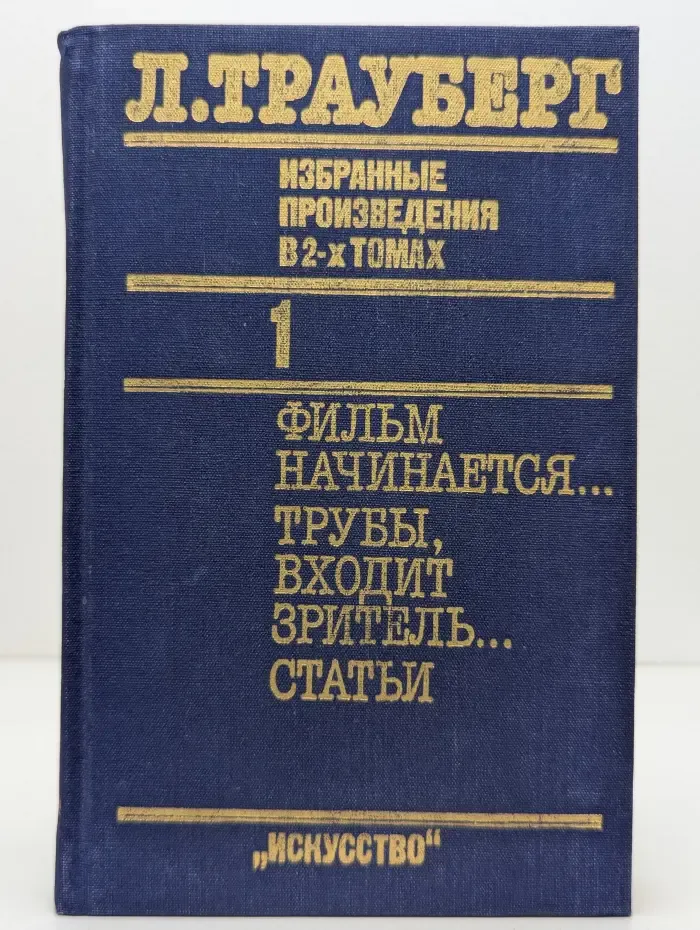 Л.ТРАУБЕРГ
ИЗБРАННЫЕ
ПРОИЗВЕДЕНИЯ
В 2-х ТОМАХ
1
ФИЛЬМ
НАЧИНАЕТСЯ...
ТРУБЫ,
ВХОДИТ
ЗРИТЕЛЬ...
СТАТЬИ
„ИСКУССТВО“